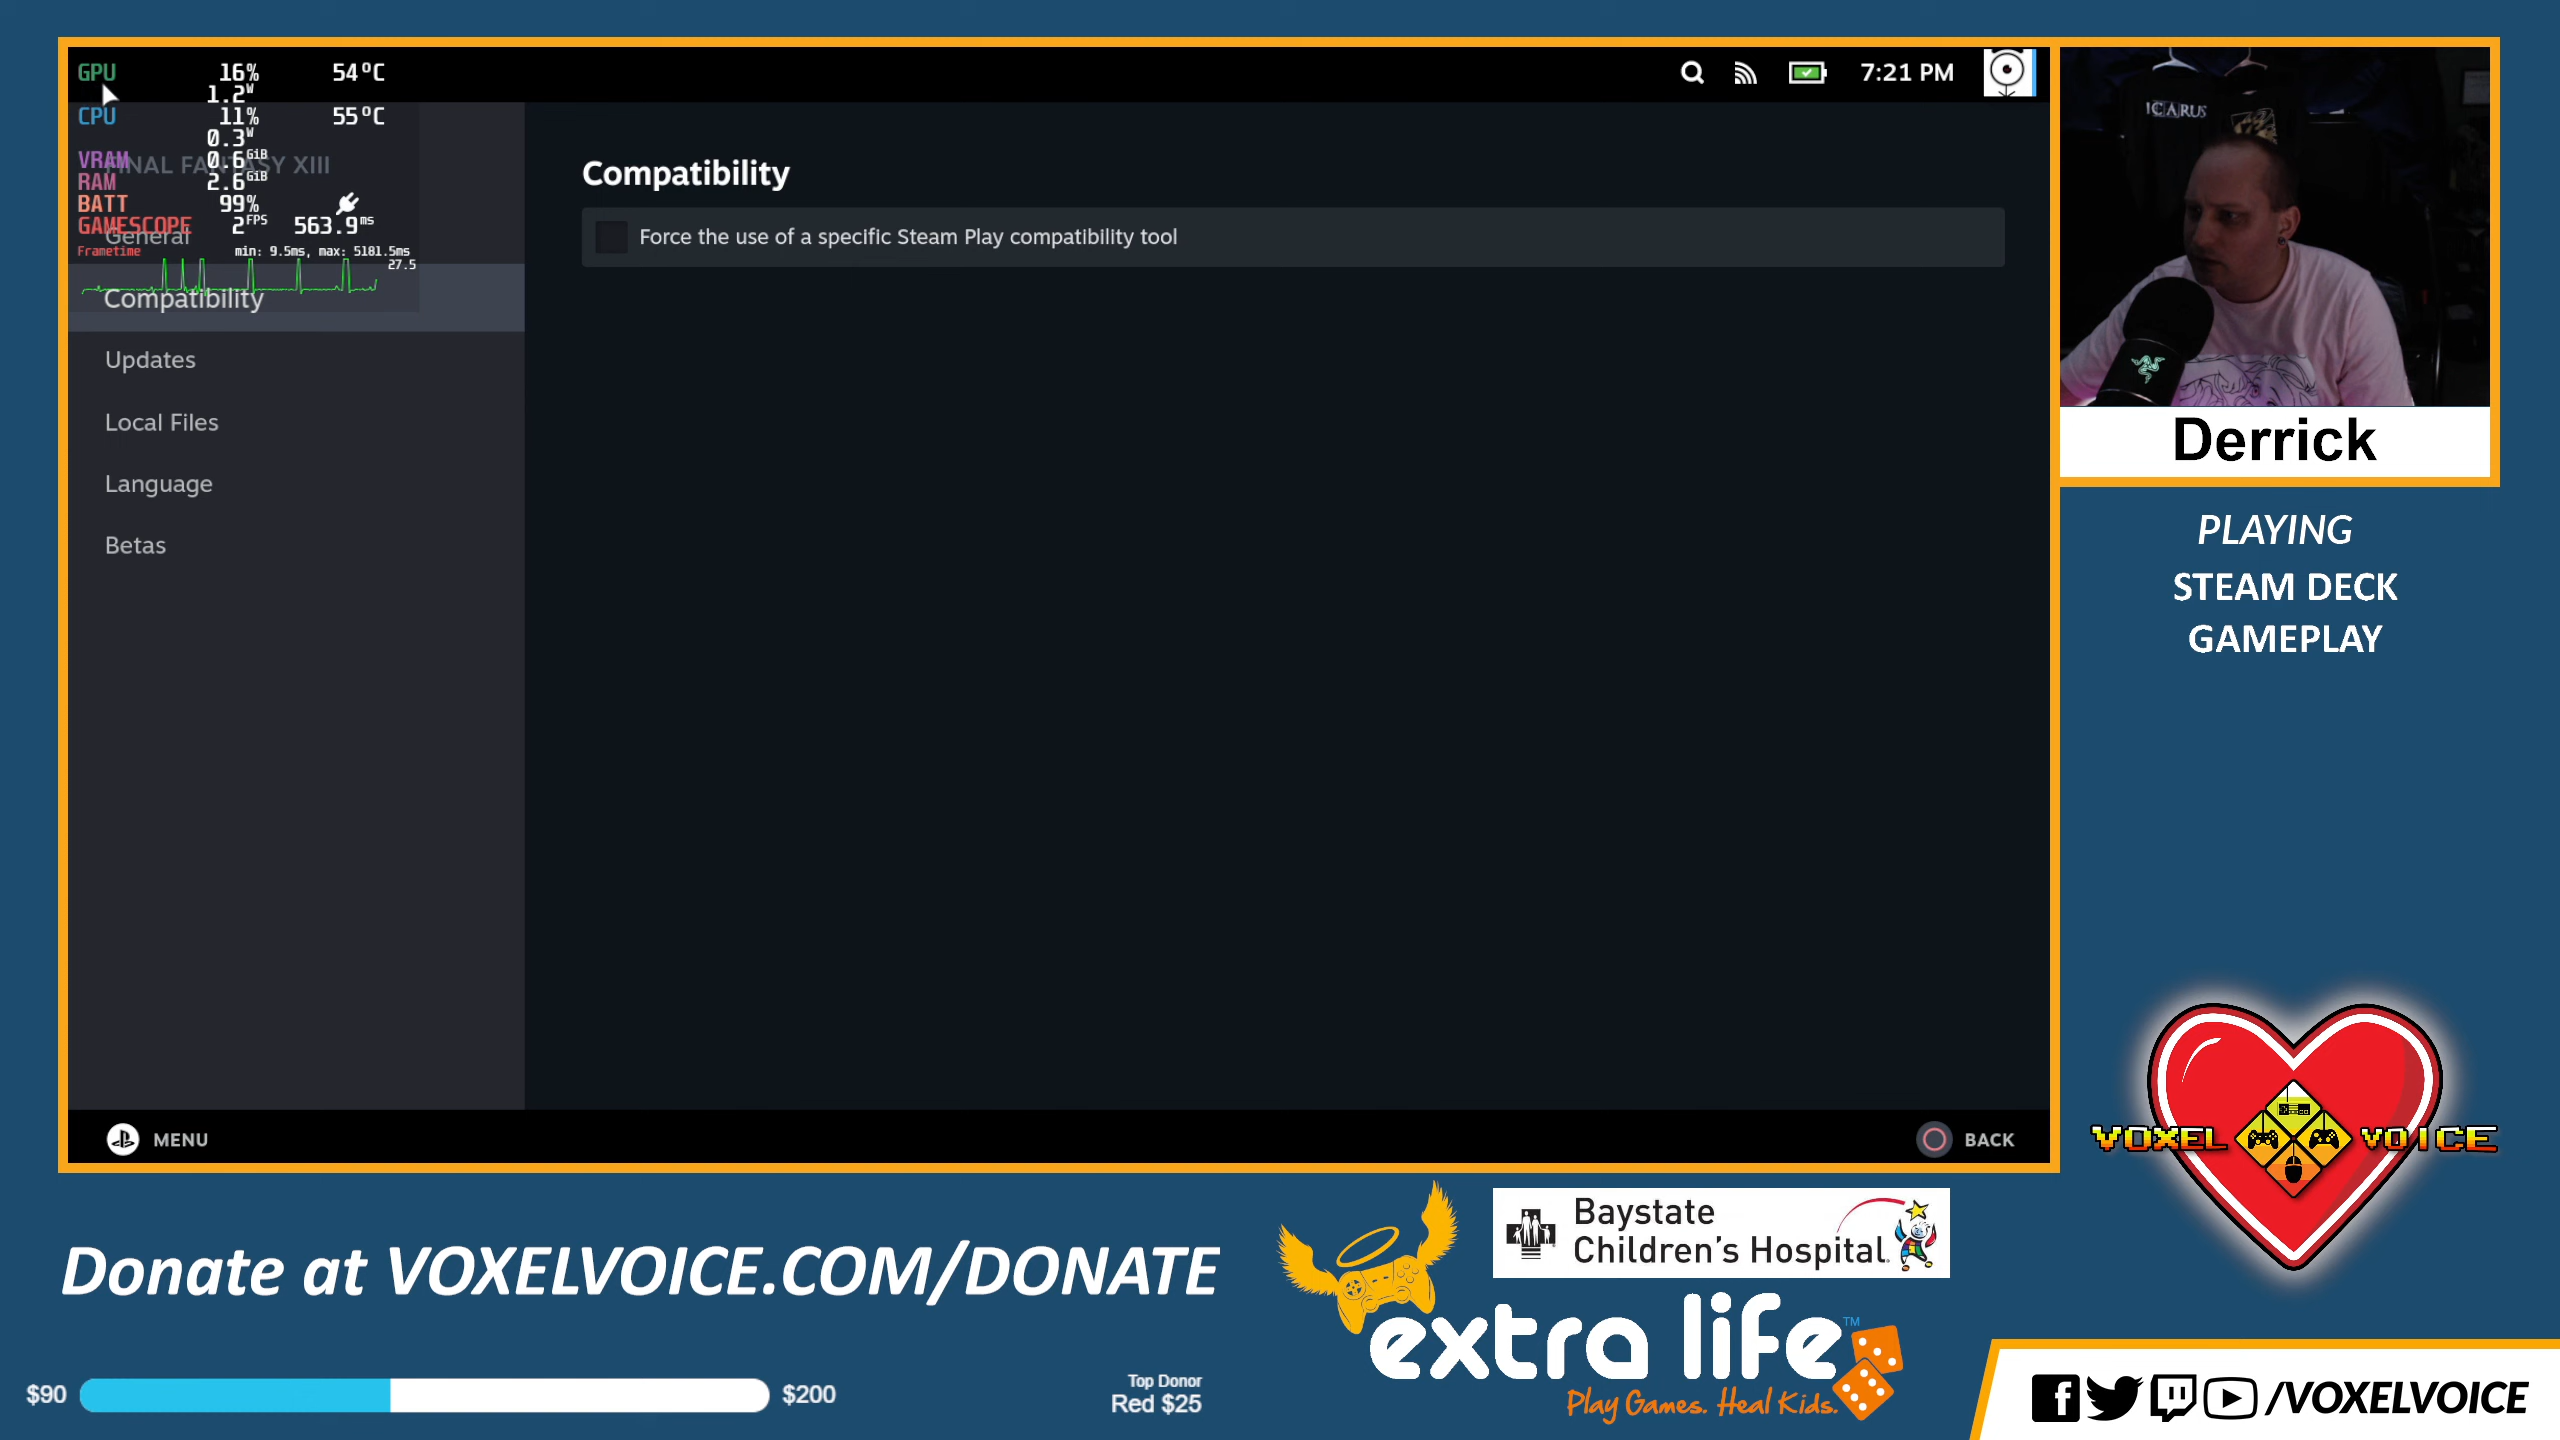 GPU 16% 54°C
1.2W
CPU 11% 55°C
0.3W
VRAM 0.6GiB
FINAL FANTASY XIII
RAM 2.6GiB
BATT 99%
GAMESCOPE 2FPS 563.9ms
General
Frametime min: 9.5ms, max: 5181.5ms
27.5
Compatibility
Updates
Local Files
Language
Betas
7:21 PM
Compatibility
Force the use of a specific Steam Play compatibility tool
MENU
BACK
ICARUS
Derrick
PLAYING
STEAM DECK
GAMEPLAY
VOXEL VOICE
Donate at VOXELVOICE.COM/DONATE
Baystate
Children's Hospital
extra life™
Play Games. Heal Kids.
$90 $200
Top Donor
Red $25
/VOXELVOICE